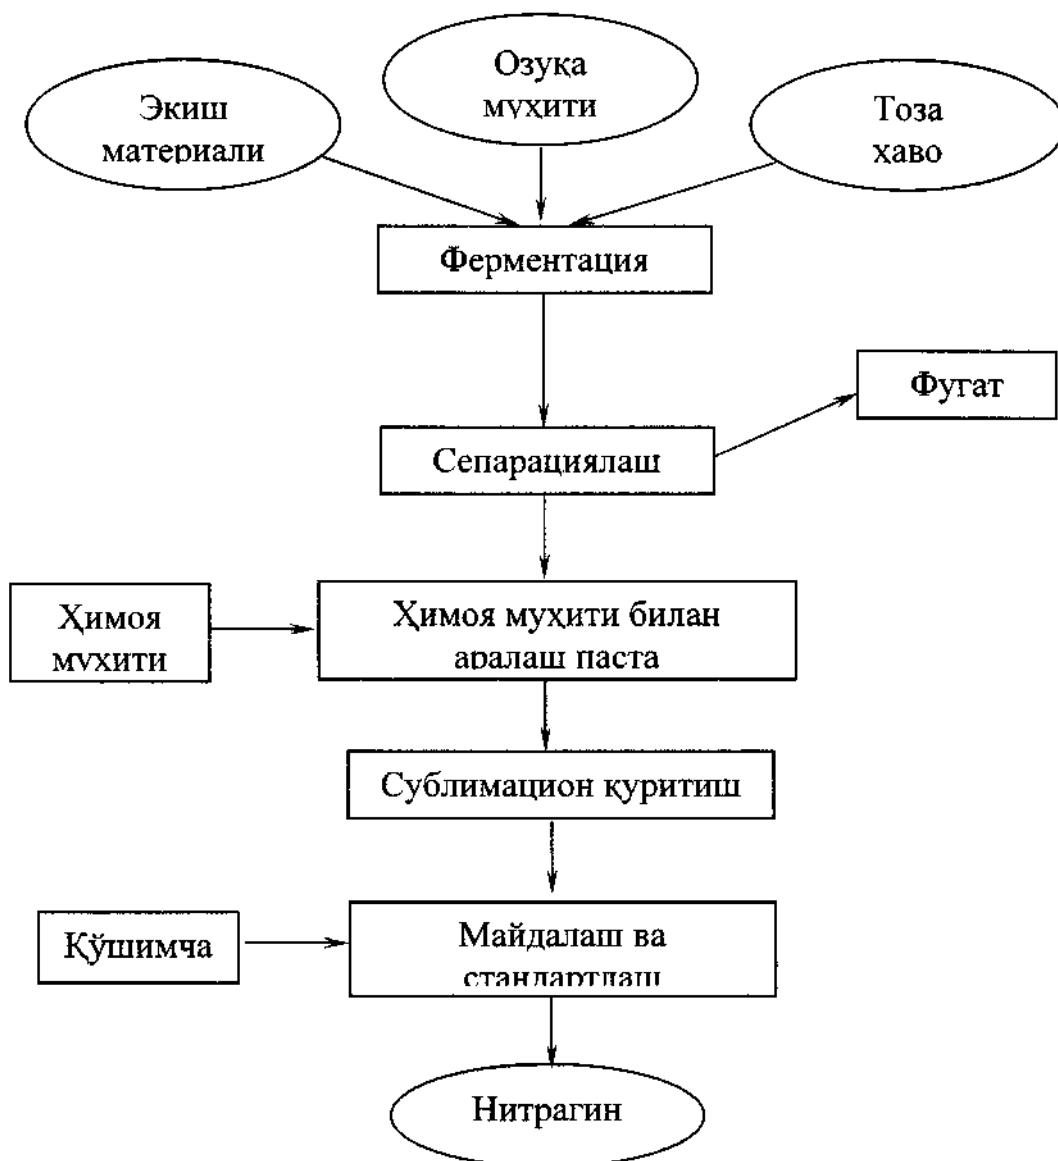 Озуқа
муҳити
Экиш
материали
Тоза
ҳаво
Ферментация
Фугат
Сепарациялаш
Ҳимоя
муҳити
Ҳимоя муҳити билан
аралаш паста
Сублимацион қуритиш
Қўшимча
Майдалаш ва
стандартлаш
Нитрагин